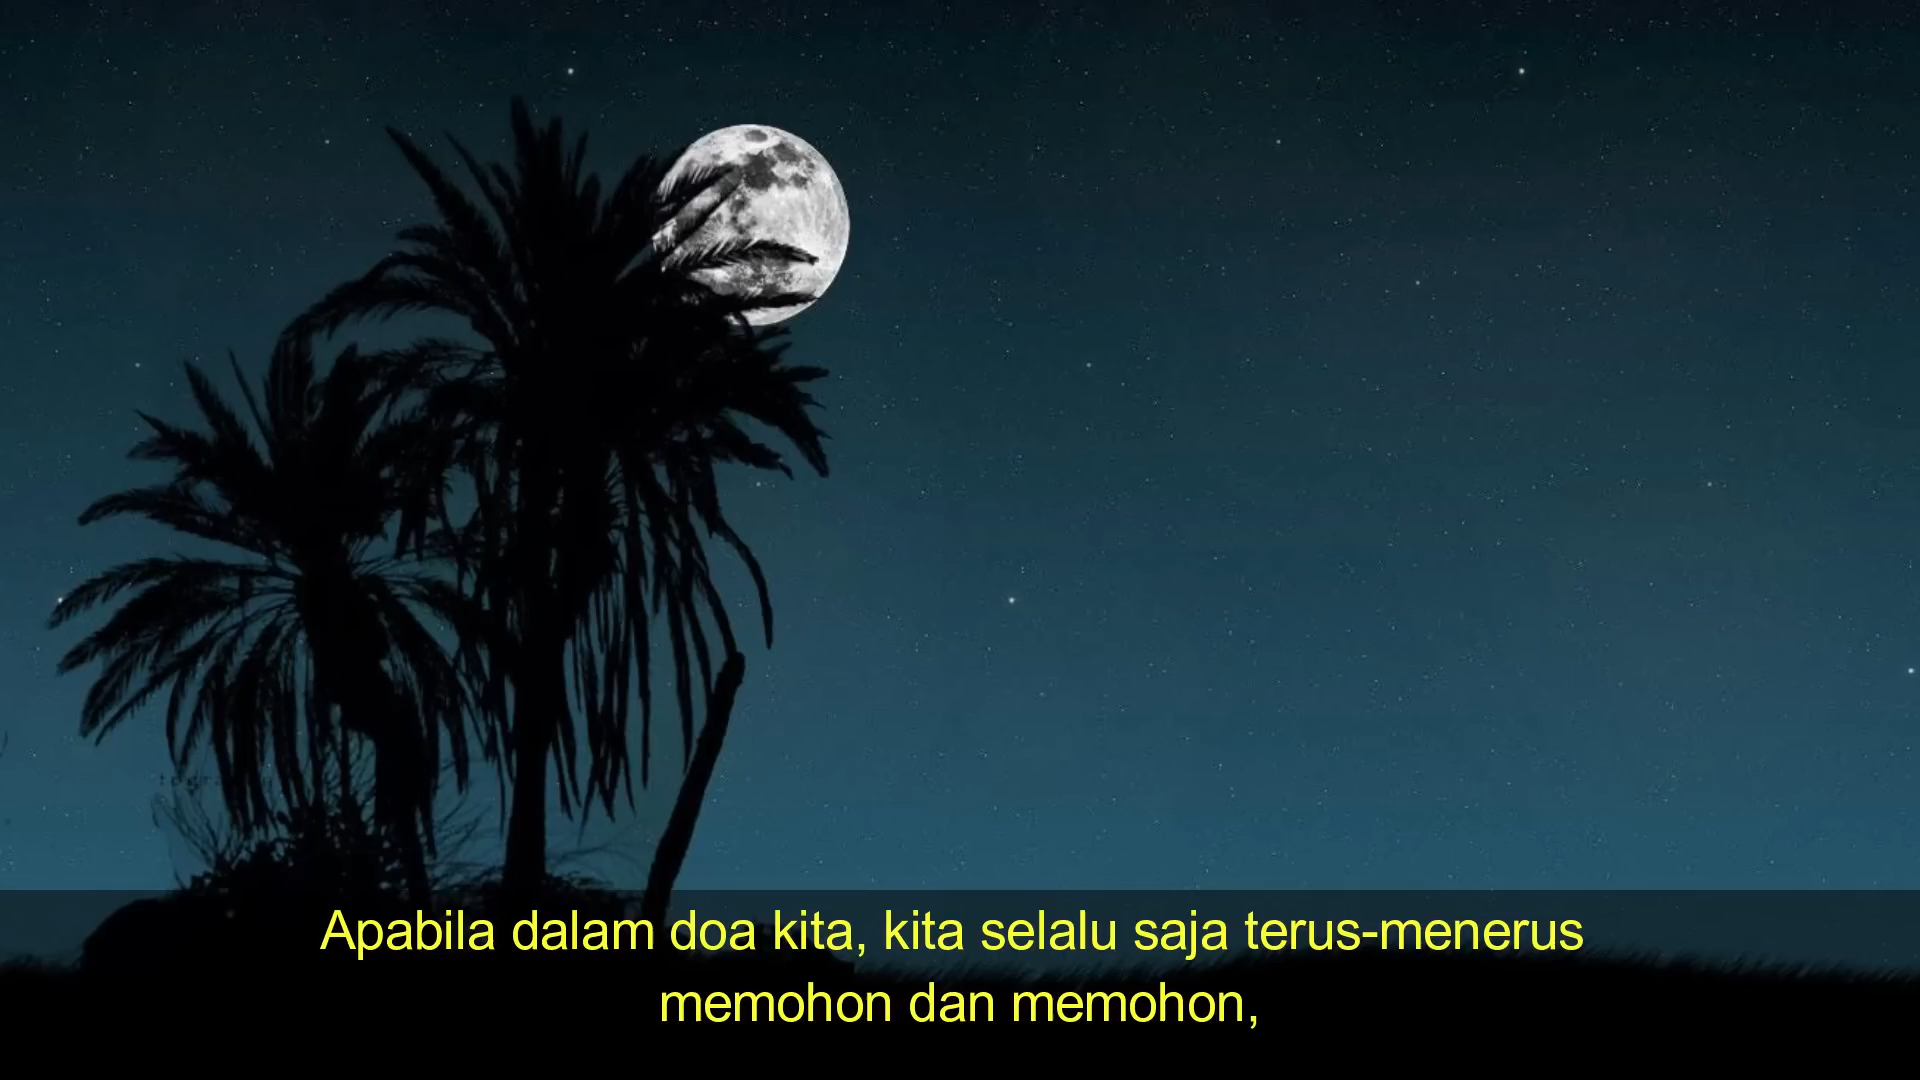 Apabila dalam doa kita, kita selalu saja terus-menerus
memohon dan memohon,